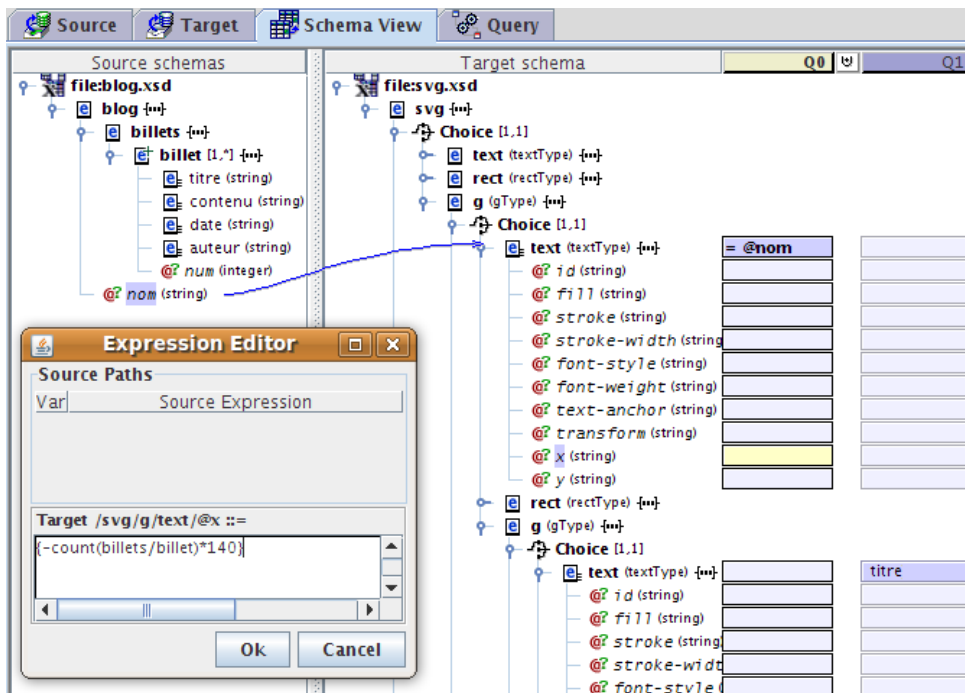 Source Target Schema View Query
Source schemas
file:blog.xsd
blog
billets
billet [1,*]
titre (string)
contenu (string)
date (string)
auteur (string)
@? num (integer)
@? nom (string)
Target schema Q0 Q1
file:svg.xsd
svg
Choice [1,1]
text (textType)
rect (rectType)
g (gType)
Choice [1,1]
text (textType) = @nom
@? id (string)
@? fill (string)
@? stroke (string)
@? stroke-width (string
@? font-style (string)
@? font-weight (string)
@? text-anchor (string)
@? transform (string)
@? x (string)
@? y (string)
rect (rectType)
g (gType)
Choice [1,1]
text (textType) titre
@? id (string)
@? fill (string)
@? stroke (string)
@? stroke-widt
@? font-style
Expression Editor
Source Paths
Var Source Expression
Target /svg/g/text/@x ::=
{-count(billets/billet)*140}
Ok Cancel